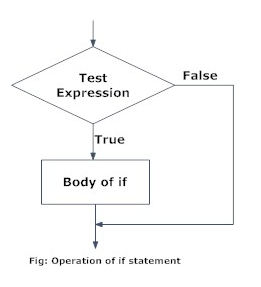 Test
Expression
False
True
Body of if
Fig: Operation of if statement